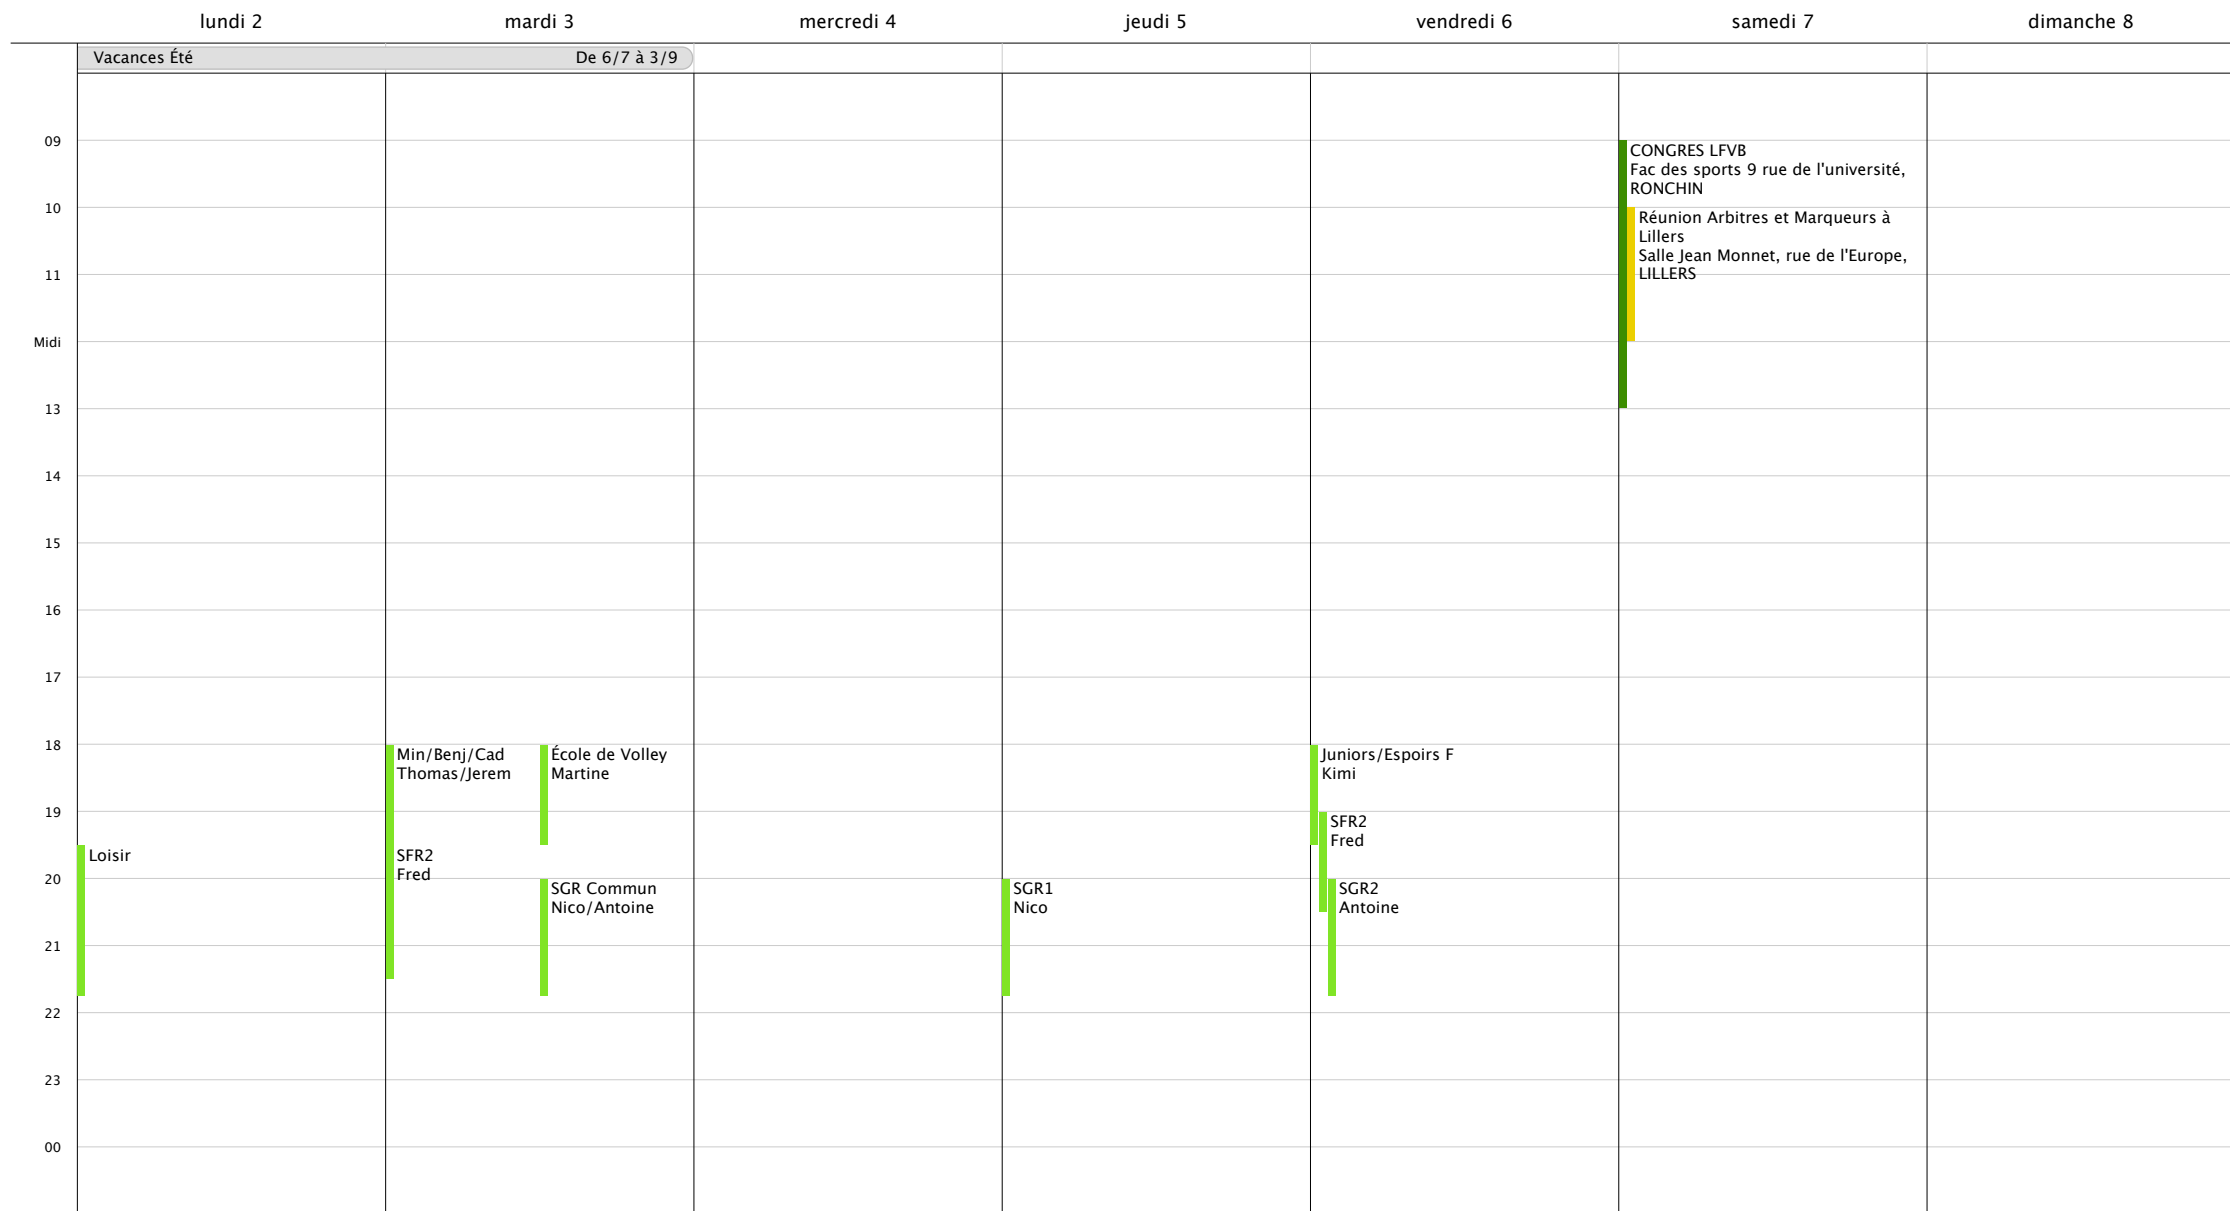 lundi 2
mardi 3
mercredi 4
jeudi 5
vendredi 6
samedi 7
dimanche 8
Vacances Été
De 6/7 à 3/9
09
10
11
Midi
13
14
15
16
17
18
19
20
21
22
23
00
Loisir
Min/Benj/Cad
Thomas/Jerem
SFR2
Fred
École de Volley
Martine
SGR Commun
Nico/Antoine
SGR1
Nico
Juniors/Espoirs F
Kimi
SFR2
Fred
SGR2
Antoine
CONGRES LFVB
Fac des sports 9 rue de l'université,
RONCHIN
Réunion Arbitres et Marqueurs à
Lillers
Salle Jean Monnet, rue de l'Europe,
LILLERS